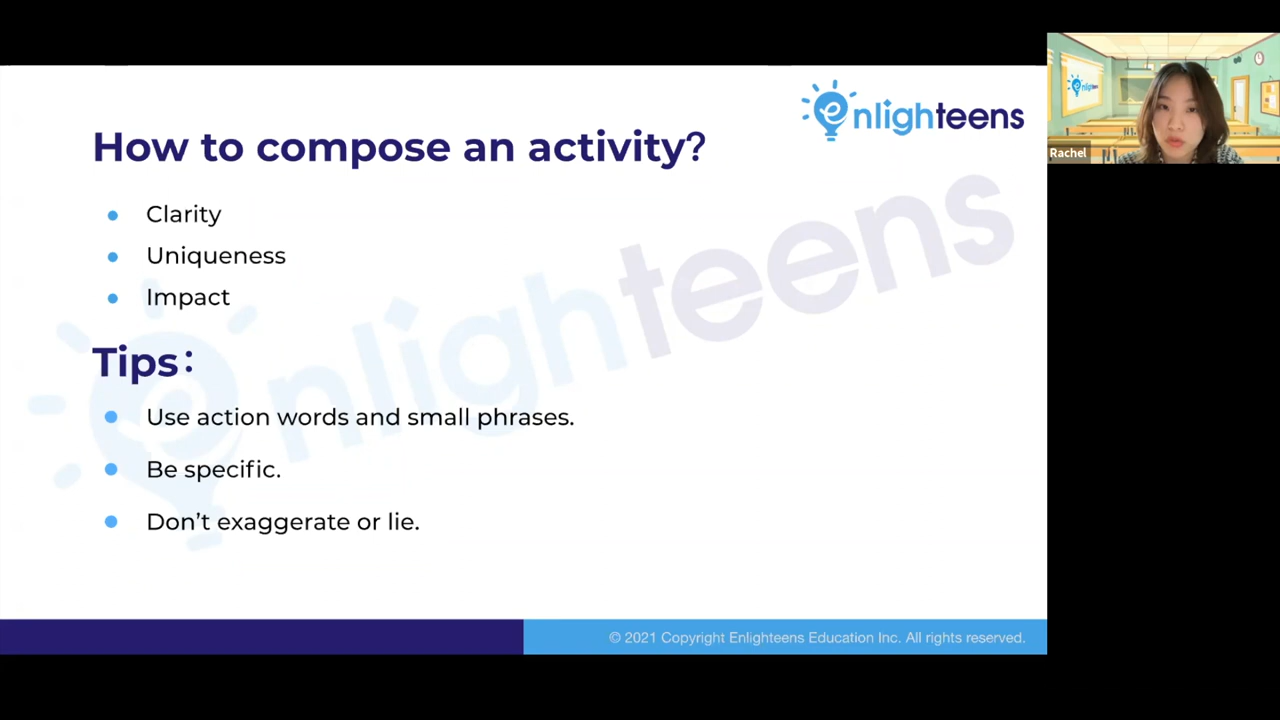 enlighteens
How to compose an activity?
Clarity
Uniqueness
Impact
Tips:
Use action words and small phrases.
Be specific.
Don't exaggerate or lie.
enlighteens
© 2021 Copyright Enlighteens Education Inc. All rights reserved.
Rachel